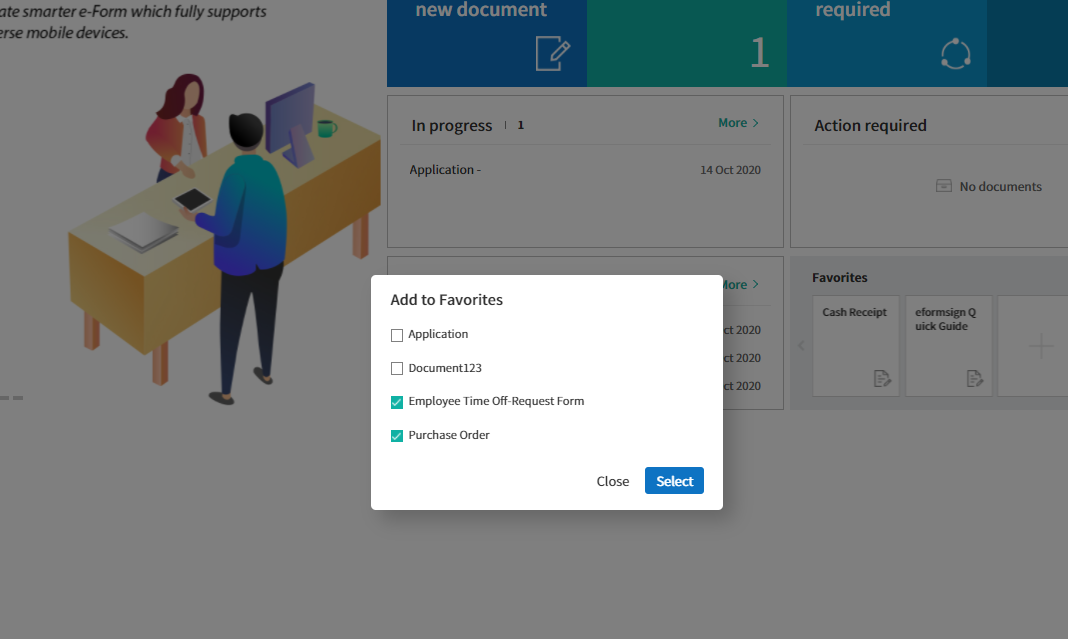 ate smarter e-Form which fully supports
erse mobile devices.
new document
1
required
In progress | 1
More >
Application -
14 Oct 2020
Action required
No documents
More >
ct 2020
ct 2020
ct 2020
Favorites
Cash Receipt
eformsign Q
uick Guide
Add to Favorites
Application
Document123
Employee Time Off-Request Form
Purchase Order
Close
Select